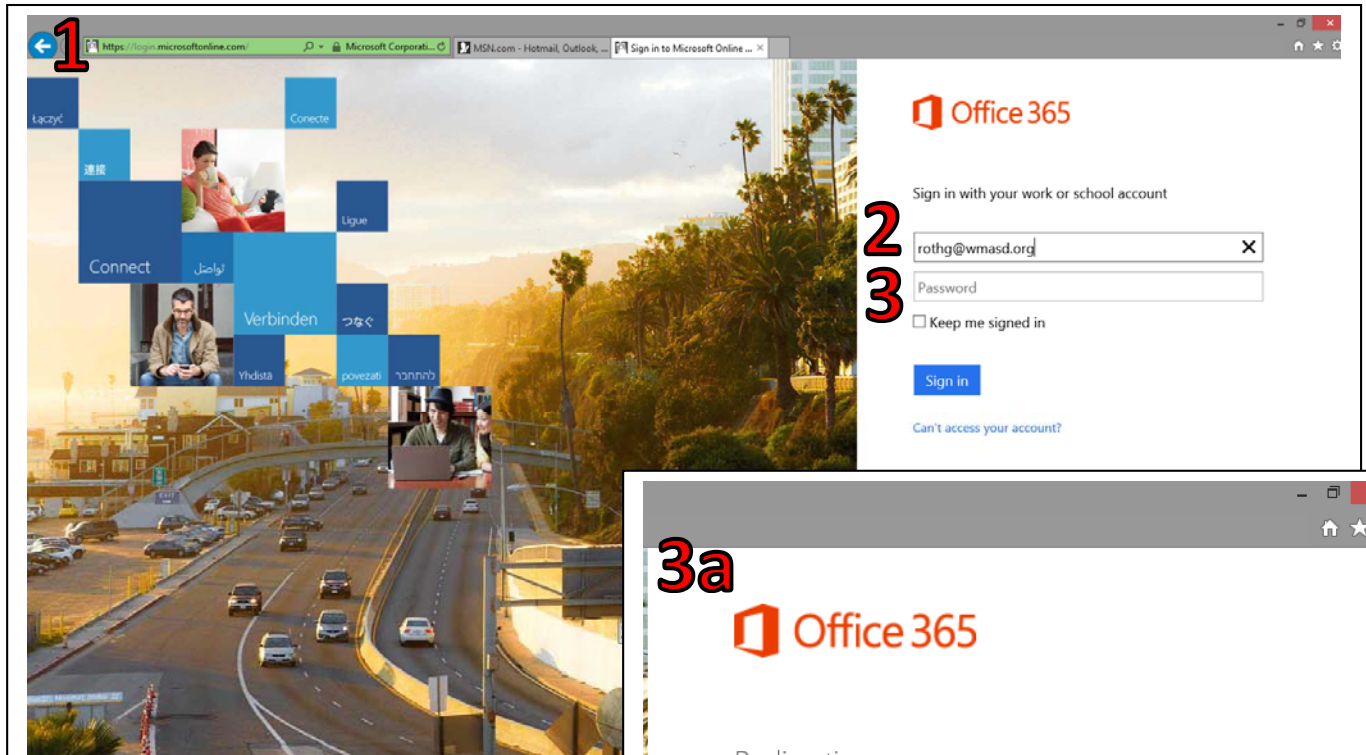 1
https://login.microsoftonline.com/
Microsoft Corporati...
MSN.com - Hotmail, Outlook, ...
Sign in to Microsoft Online ...
Łączyć
Conecte
連接
Ligue
Connect
تواصَل
Verbinden
つなぐ
Yhdistä
povezati
להתחבר
EXIT
Office 365
Sign in with your work or school account
2
rothg@wmasd.org
3
Password
Keep me signed in
Sign in
Can't access your account?
3a
Office 365